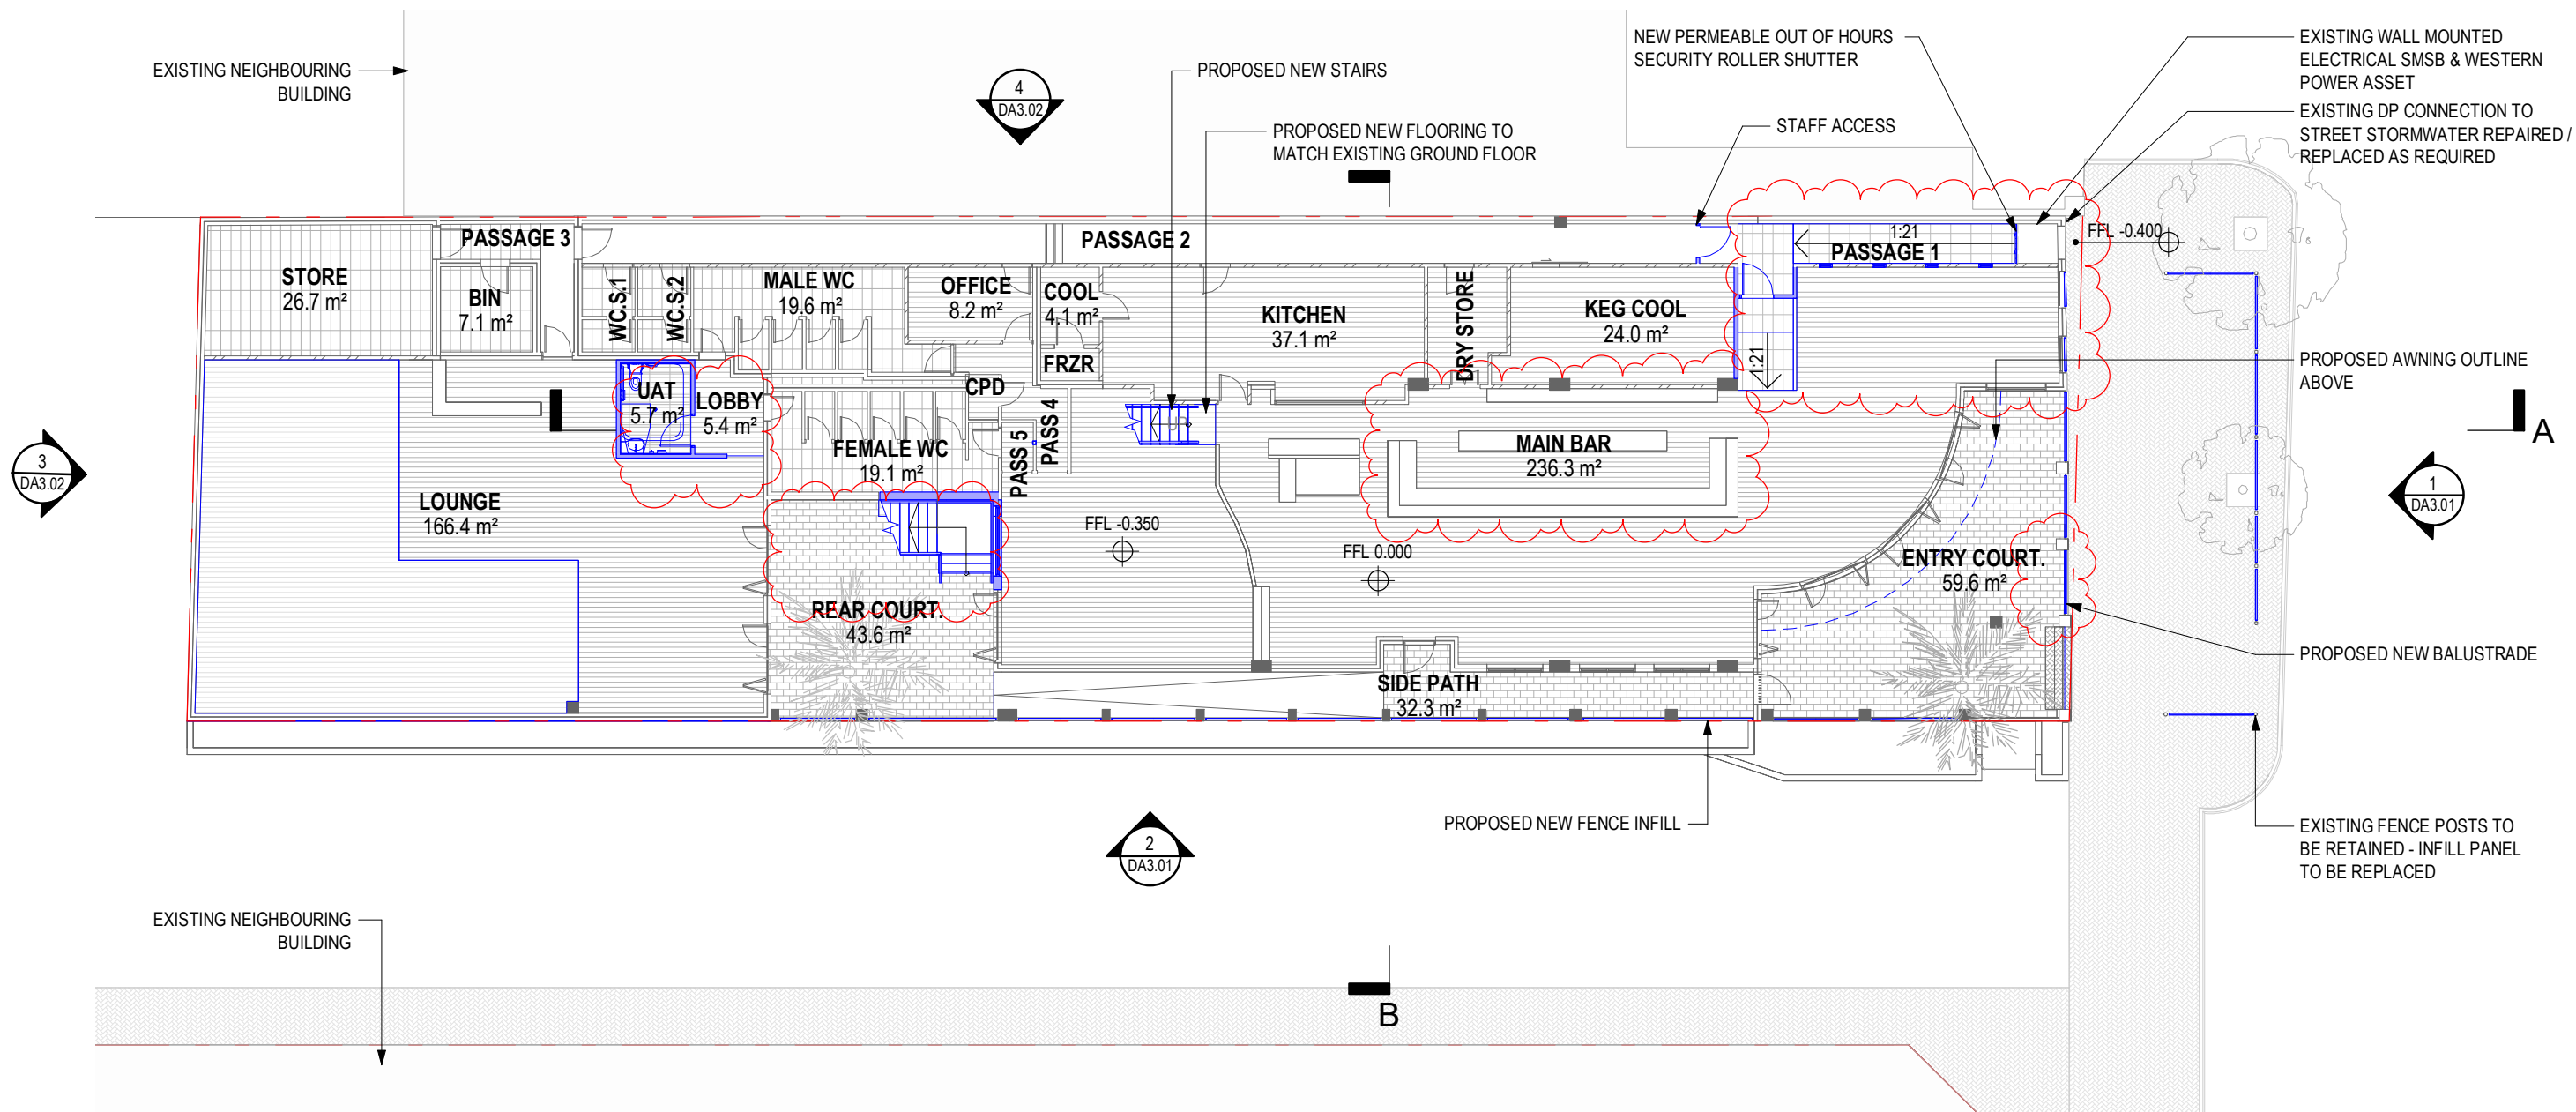 EXISTING NEIGHBOURING
BUILDING
4
DA3.02
PROPOSED NEW STAIRS
PROPOSED NEW FLOORING TO
MATCH EXISTING GROUND FLOOR
NEW PERMEABLE OUT OF HOURS
SECURITY ROLLER SHUTTER
STAFF ACCESS
EXISTING WALL MOUNTED
ELECTRICAL SMSB & WESTERN
POWER ASSET
EXISTING DP CONNECTION TO
STREET STORMWATER REPAIRED /
REPLACED AS REQUIRED
FFL -0.400
PASSAGE 3
PASSAGE 2
1:21
PASSAGE 1
STORE
26.7 m²
BIN
7.1 m²
WC.S.1
WC.S.2
MALE WC
19.6 m²
OFFICE
8.2 m²
COOL
4.1 m²
FRZR
KITCHEN
37.1 m²
DRY STORE
KEG COOL
24.0 m²
1:21
PROPOSED AWNING OUTLINE
ABOVE
UAT
5.7 m²
LOBBY
5.4 m²
CPD
PASS 4
PASS 5
FEMALE WC
19.1 m²
MAIN BAR
236.3 m²
A
3
DA3.02
1
DA3.01
LOUNGE
166.4 m²
FFL -0.350
FFL 0.000
ENTRY COURT.
59.6 m²
REAR COURT.
43.6 m²
SIDE PATH
32.3 m²
PROPOSED NEW BALUSTRADE
PROPOSED NEW FENCE INFILL
EXISTING FENCE POSTS TO
BE RETAINED - INFILL PANEL
TO BE REPLACED
2
DA3.01
EXISTING NEIGHBOURING
BUILDING
B